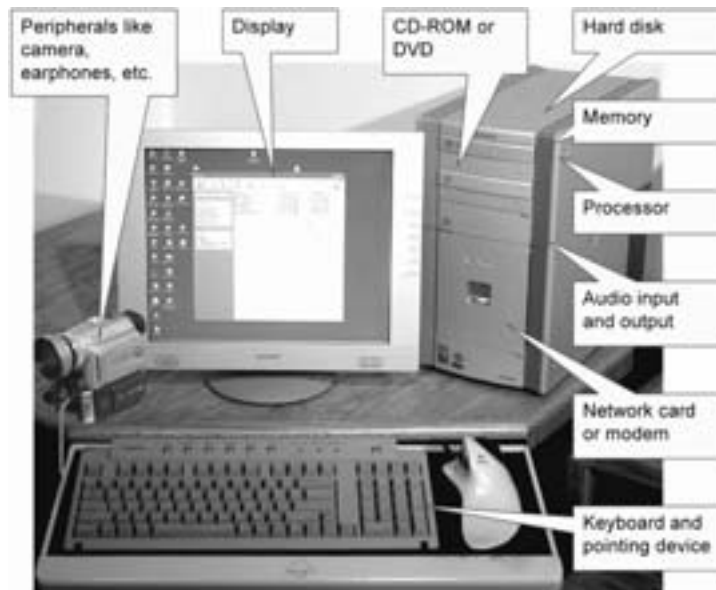 Peripherals like
camera,
earphones, etc.
Display
CD-ROM or
DVD
Hard disk
Memory
Processor
Audio input
and output
Network card
or modem
Keyboard and
pointing device